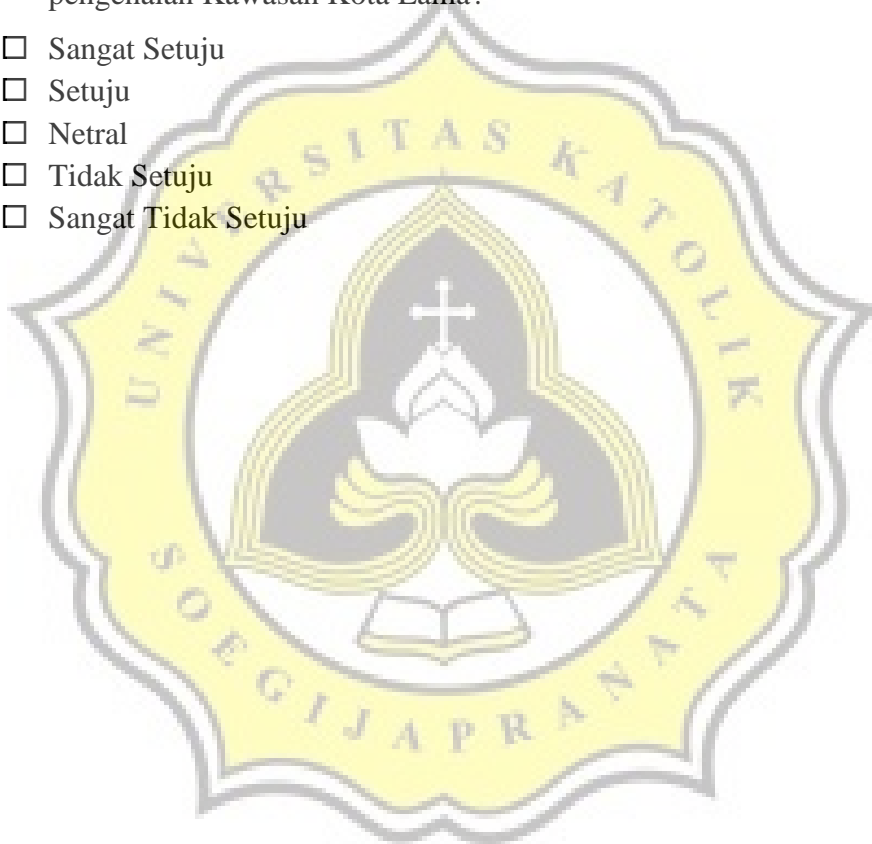 pengenalan Kawasan Kota Lama?
☐ Sangat Setuju
☐ Setuju
☐ Netral
☐ Tidak Setuju
☐ Sangat Tidak Setuju
UNIVERSITAS KATOLIK
SOEGIJAPRANATA